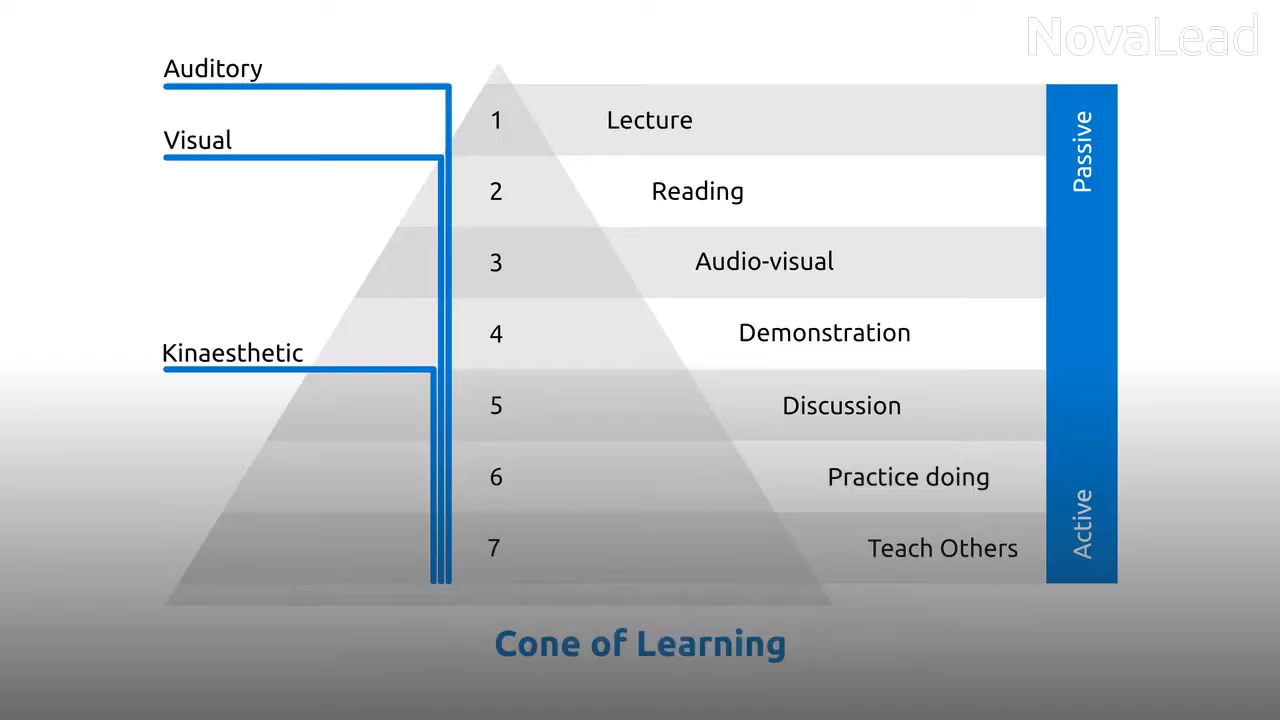 NovaLead
Auditory
Visual
Kinaesthetic
1 Lecture
2 Reading
3 Audio-visual
4 Demonstration
5 Discussion
6 Practice doing
7 Teach Others
Passive
Active
Cone of Learning